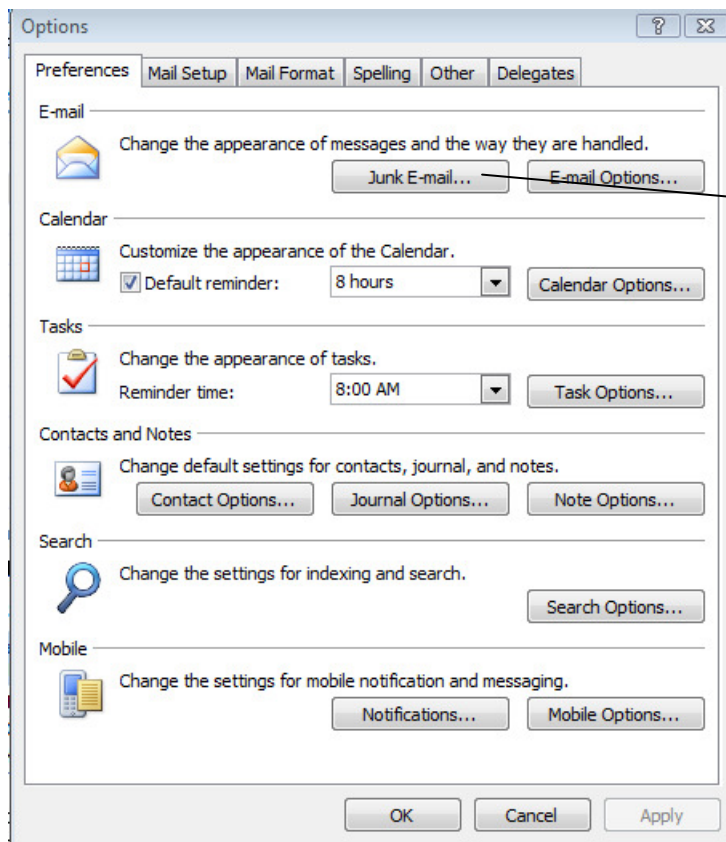 Options
Preferences Mail Setup Mail Format Spelling Other Delegates
E-mail
Change the appearance of messages and the way they are handled.
Junk E-mail... E-mail Options...
Calendar
Customize the appearance of the Calendar.
Default reminder: 8 hours Calendar Options...
Tasks
Change the appearance of tasks.
Reminder time: 8:00 AM Task Options...
Contacts and Notes
Change default settings for contacts, journal, and notes.
Contact Options... Journal Options... Note Options...
Search
Change the settings for indexing and search.
Search Options...
Mobile
Change the settings for mobile notification and messaging.
Notifications... Mobile Options...
OK Cancel Apply